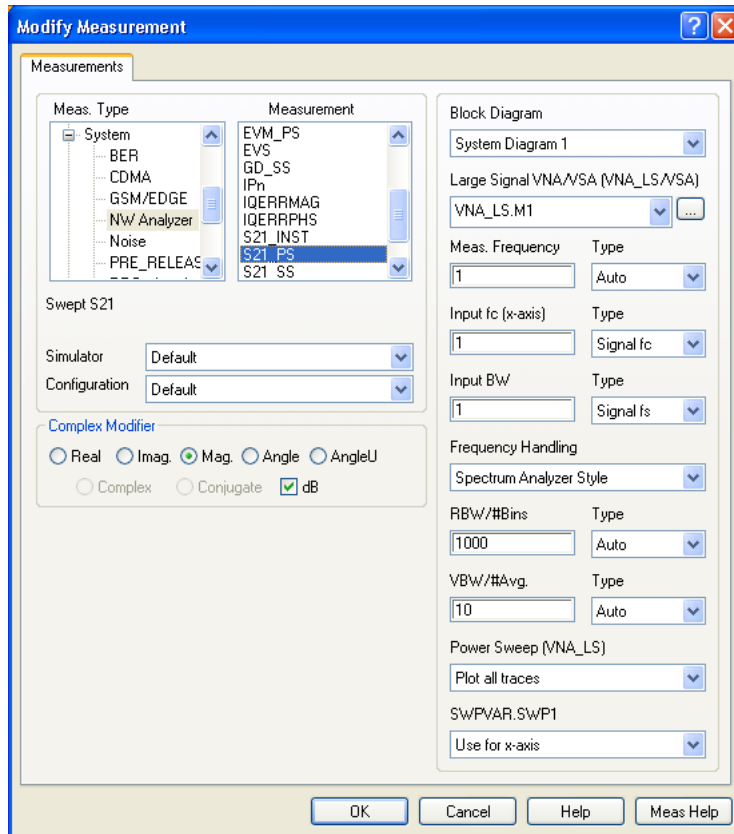 Modify Measurement
Measurements
Meas. Type
System
BER
CDMA
GSM/EDGE
NW Analyzer
Noise
PRE_RELEAS
Measurement
EVM_PS
EVS
GD_SS
IPn
IQERRMAG
IQERRPHS
S21_INST
S21_PS
S21_SS
Swept S21
Simulator Default
Configuration Default
Complex Modifier
Real Imag. Mag. Angle AngleU
Complex Conjugate dB
Block Diagram
System Diagram 1
Large Signal VNA/VSA (VNA_LS/VSA)
VNA_LS.M1 ...
Meas. Frequency Type
1 Auto
Input fc (x-axis) Type
1 Signal fc
Input BW Type
1 Signal fs
Frequency Handling
Spectrum Analyzer Style
RBW/#Bins Type
1000 Auto
VBW/#Avg. Type
10 Auto
Power Sweep (VNA_LS)
Plot all traces
SWPVAR.SWP1
Use for x-axis
OK Cancel Help Meas Help